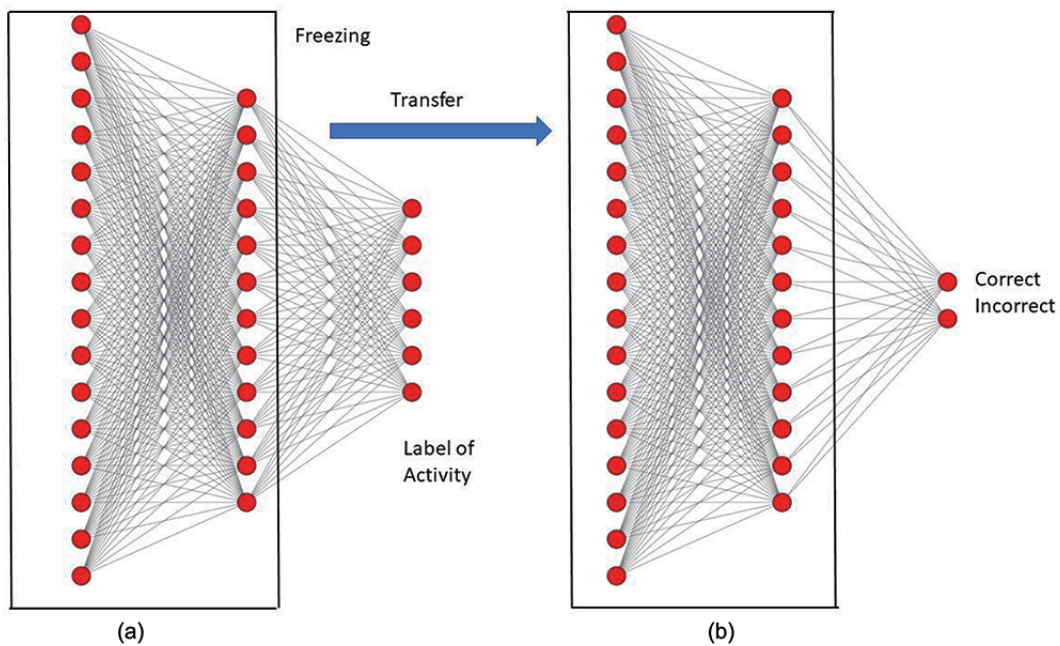 Freezing
Transfer
Label of
Activity
Correct
Incorrect
(a)
(b)